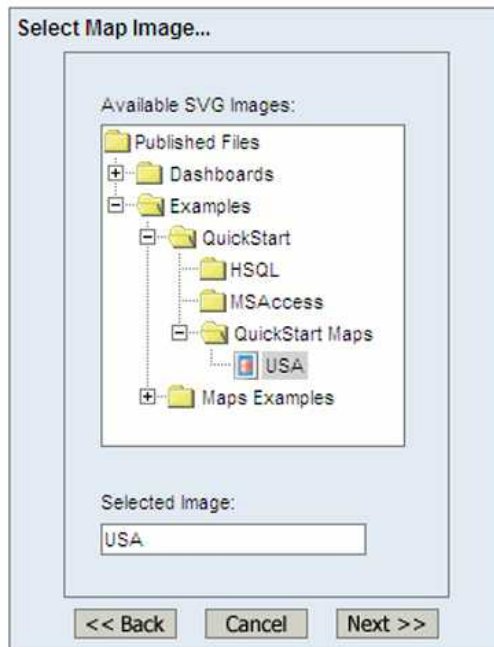 Select Map Image...
Available SVG Images:
Published Files
Dashboards
Examples
QuickStart
HSQL
MSAccess
QuickStart Maps
USA
Maps Examples
Selected Image:
USA
<< Back Cancel Next >>